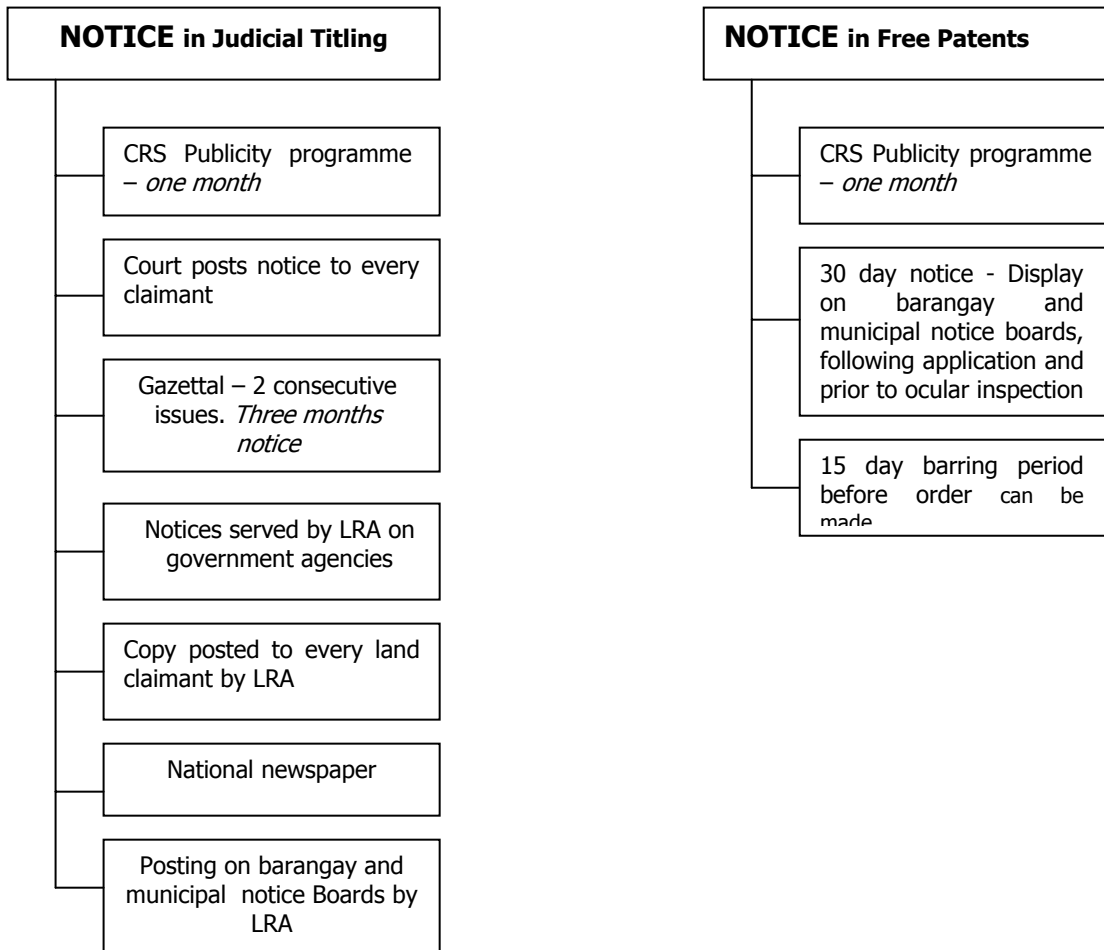 NOTICE in Judicial Titling
CRS Publicity programme
– one month
Court posts notice to every
claimant
Gazettal – 2 consecutive
issues. Three months
notice
Notices served by LRA on
government agencies
Copy posted to every land
claimant by LRA
National newspaper
Posting on barangay and
municipal notice Boards by
LRA
NOTICE in Free Patents
CRS Publicity programme
– one month
30 day notice - Display
on barangay and
municipal notice boards,
following application and
prior to ocular inspection
15 day barring period
before order can be
made